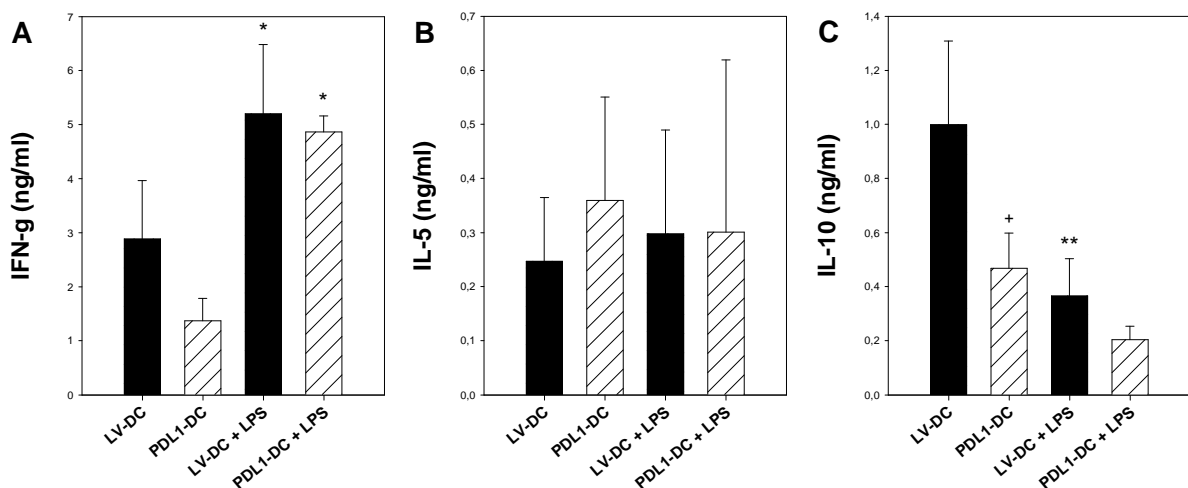 A
IFN-g (ng/ml)
7
6
5
4
3
2
1
0
*
*
LV-DC
PDL1-DC
LV-DC + LPS
PDL1-DC + LPS
B
IL-5 (ng/ml)
0,7
0,6
0,5
0,4
0,3
0,2
0,1
0,0
LV-DC
PDL1-DC
LV-DC + LPS
PDL1-DC + LPS
C
IL-10 (ng/ml)
1,4
1,2
1,0
0,8
0,6
0,4
0,2
0,0
+
**
LV-DC
PDL1-DC
LV-DC + LPS
PDL1-DC + LPS